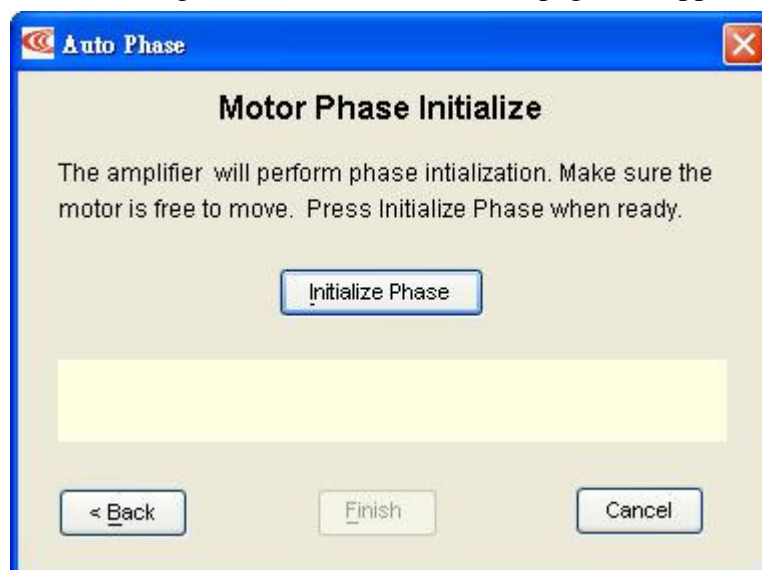 Auto Phase
Motor Phase Initialize
The amplifier will perform phase intialization. Make sure the
motor is free to move. Press Initialize Phase when ready.
Initialize Phase
< Back
Finish
Cancel